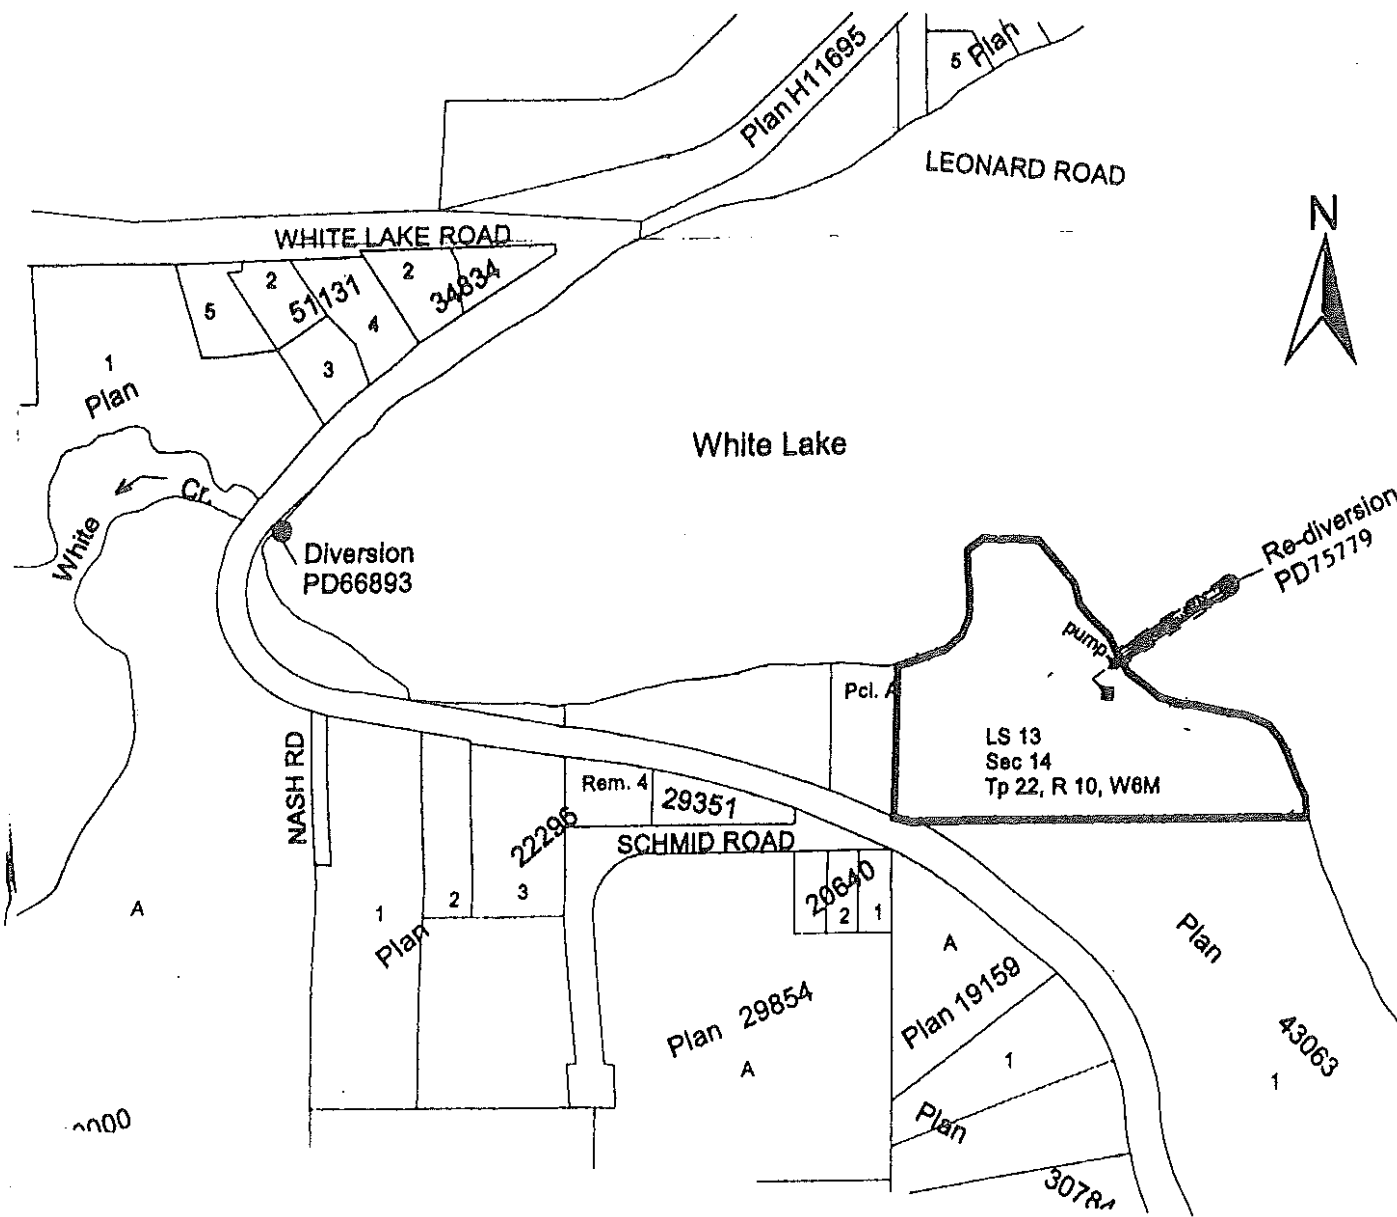 Plan H11695
5
Plan
LEONARD ROAD
N
WHITE LAKE ROAD
5
2
51131
4
3
2
34834
1
Plan
White Lake
White
Cr.
Diversion
PD66893
Re-diversion
PD75779
pump
Pcl. A
LS 13
Sec 14
Tp 22, R 10, W6M
NASH RD
Rem. 4
29351
22296
SCHMID ROAD
20640
2
1
A
1
Plan
2
3
A
Plan 19159
Plan
43063
1
Plan 29854
A
1
Plan
30784